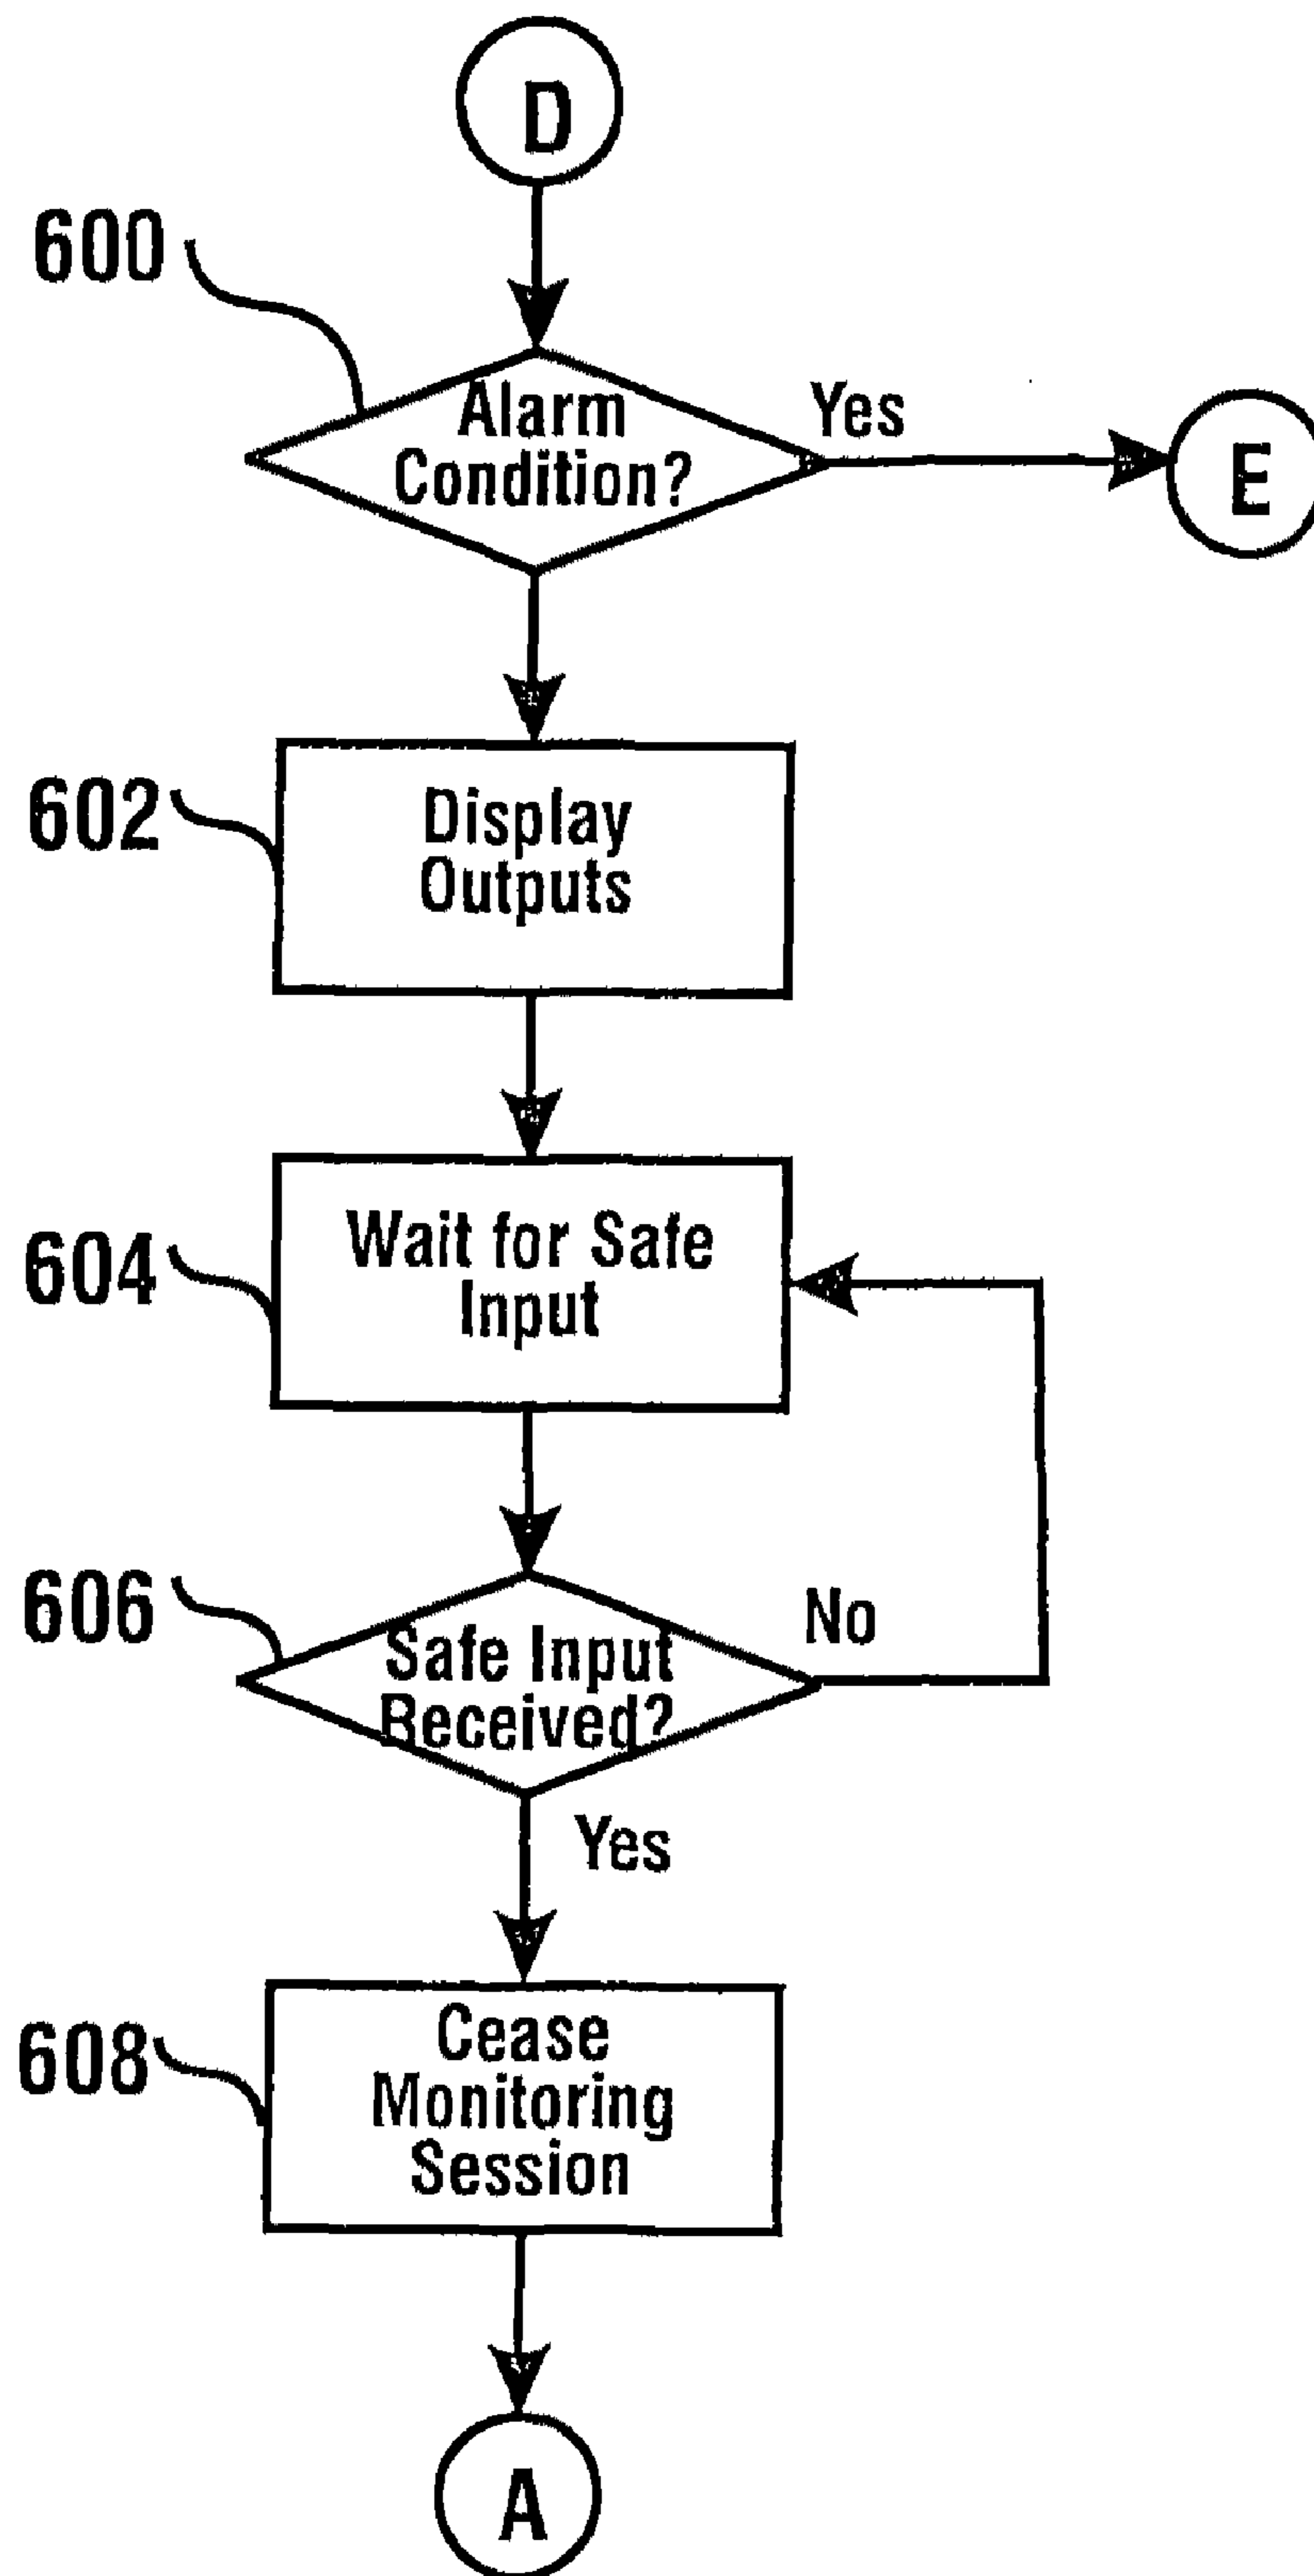 D
600
Alarm
Condition?
Yes
E
602
Display
Outputs
604
Wait for Safe
Input
606
Safe Input
Received?
No
Yes
608
Cease
Monitoring
Session
A